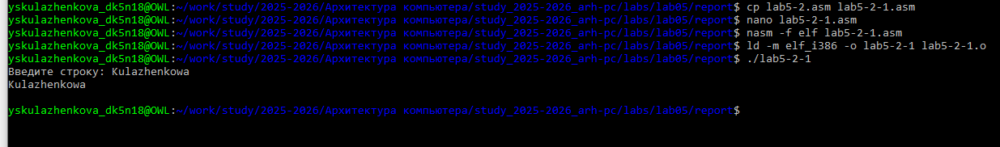 yskulazhenkova_dk5n18@OWL:~/work/study/2025-2026/Архитектура компьютера/study_2025-2026_arh-pc/labs/lab05/report$ cp lab5-2.asm lab5-2-1.asm
yskulazhenkova_dk5n18@OWL:~/work/study/2025-2026/Архитектура компьютера/study_2025-2026_arh-pc/labs/lab05/report$ nano lab5-2-1.asm
yskulazhenkova_dk5n18@OWL:~/work/study/2025-2026/Архитектура компьютера/study_2025-2026_arh-pc/labs/lab05/report$ nasm -f elf lab5-2-1.asm
yskulazhenkova_dk5n18@OWL:~/work/study/2025-2026/Архитектура компьютера/study_2025-2026_arh-pc/labs/lab05/report$ ld -m elf_i386 -o lab5-2-1 lab5-2-1.o
yskulazhenkova_dk5n18@OWL:~/work/study/2025-2026/Архитектура компьютера/study_2025-2026_arh-pc/labs/lab05/report$ ./lab5-2-1
Введите строку: Kulazhenkowa
Kulazhenkowa
yskulazhenkova_dk5n18@OWL:~/work/study/2025-2026/Архитектура компьютера/study_2025-2026_arh-pc/labs/lab05/report$